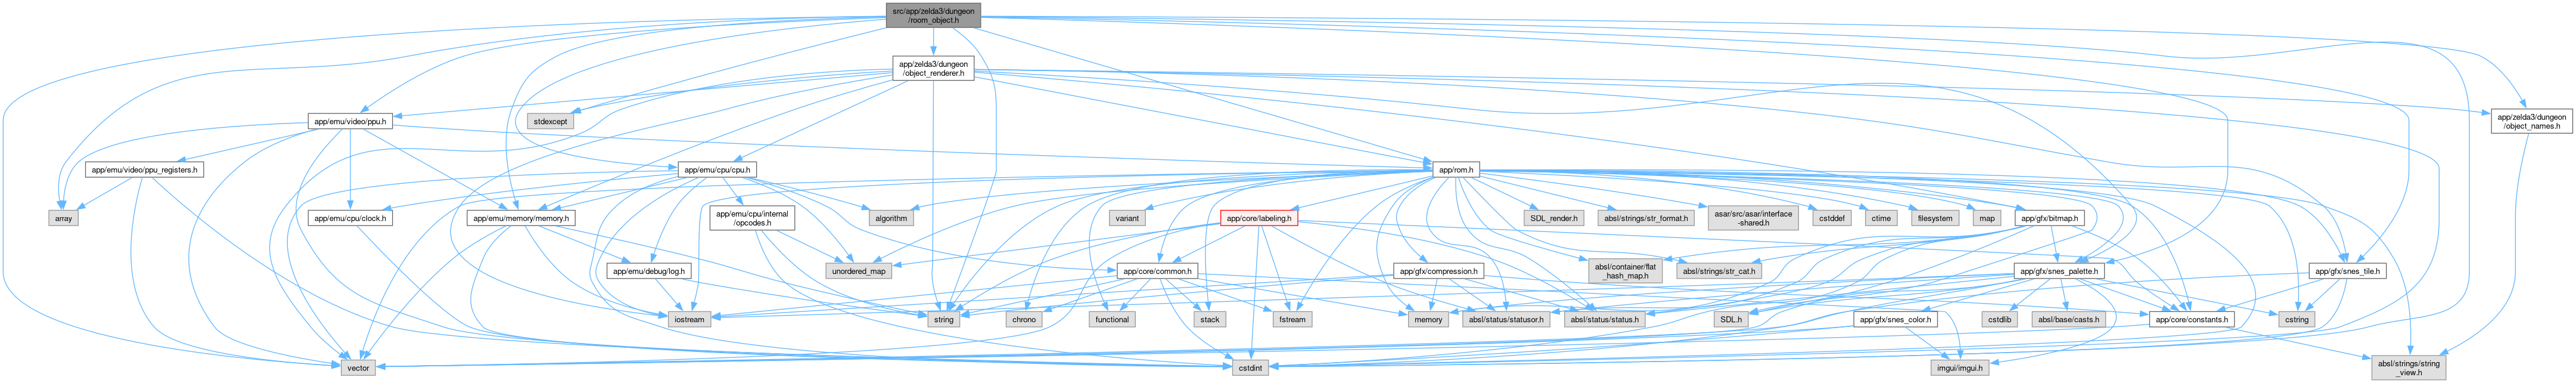 src/app/zelda3/dungeon
/room_object.h
app/zelda3/dungeon
/object_renderer.h
stdexcept
app/emu/video/ppu.h
app/zelda3/dungeon
/object_names.h
app/emu/video/ppu_registers.h
app/emu/cpu/cpu.h
app/rom.h
array
app/emu/cpu/clock.h
app/emu/memory/memory.h
app/emu/cpu/internal
/opcodes.h
algorithm
variant
app/core/labeling.h
SDL_render.h
absl/strings/str_format.h
asar/src/asar/interface
-shared.h
cstddef
ctime
filesystem
map
app/gfx/bitmap.h
app/emu/debug/log.h
unordered_map
app/core/common.h
app/gfx/compression.h
absl/container/flat
_hash_map.h
absl/strings/str_cat.h
app/gfx/snes_palette.h
app/gfx/snes_tile.h
iostream
string
chrono
functional
stack
fstream
memory
absl/status/statusor.h
absl/status/status.h
SDL.h
app/gfx/snes_color.h
cstdlib
absl/base/casts.h
app/core/constants.h
cstring
vector
cstdint
imgui/imgui.h
absl/strings/string
_view.h